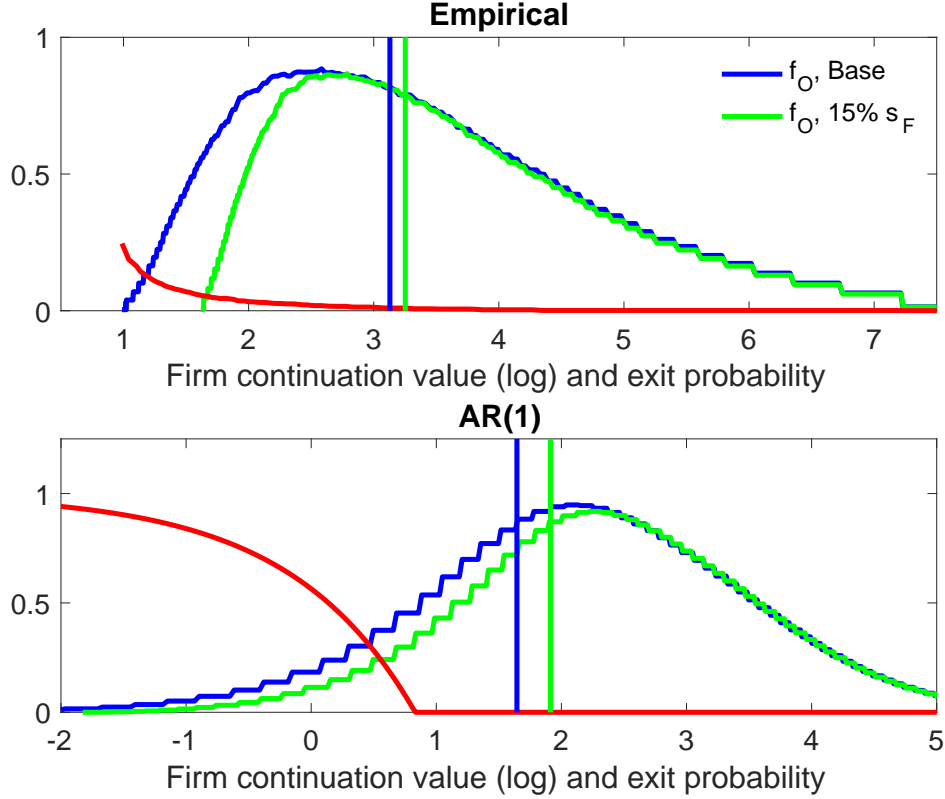 Empirical
1
0.5
0
f_O, Base
f_O, 15% s_F
1 2 3 4 5 6 7
Firm continuation value (log) and exit probability
AR(1)
1
0.5
0
-2 -1 0 1 2 3 4 5
Firm continuation value (log) and exit probability